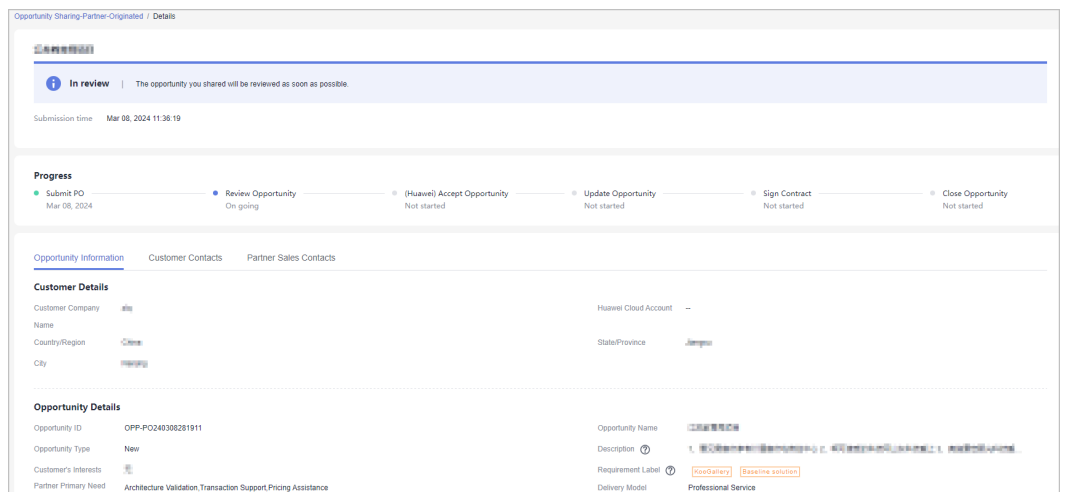 Opportunity Sharing-Partner-Originated / Details
In review | The opportunity you shared will be reviewed as soon as possible.
Submission time Mar 08, 2024 11:36:19
Progress
Submit PO Review Opportunity (Huawei) Accept Opportunity Update Opportunity Sign Contract Close Opportunity
Mar 08, 2024 On going Not started Not started Not started Not started
Opportunity Information Customer Contacts Partner Sales Contacts
Customer Details
Customer Company Name Huawei Cloud Account --
Country/Region State/Province
City
Opportunity Details
Opportunity ID OPP-PO240308281911 Opportunity Name
Opportunity Type New Description
Customer's Interests Requirement Label KooGallery Baseline solution
Partner Primary Need Architecture Validation,Transaction Support,Pricing Assistance Delivery Model Professional Service